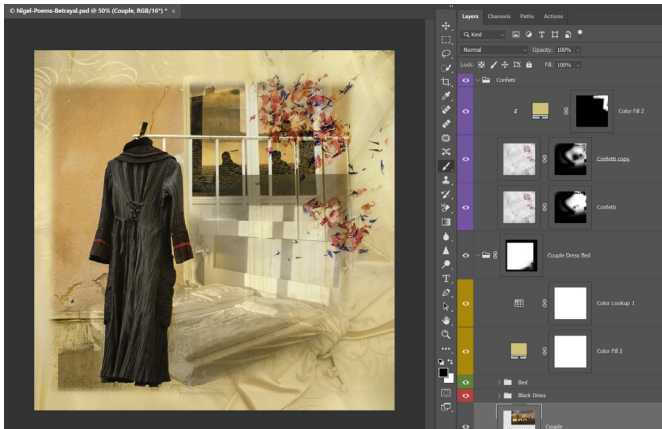 © Nigel-Poems-Betrayal.psd @ 50% (Couple, RGB/16*) * ×
Layers Channels Paths Actions
Kind
Normal Opacity: 100%
Lock: Fill: 100%
Confetti
Color Fill 2
Confetti copy
Confetti
Couple Dress Bed
Color Lookup 1
Color Fill 2
Bed
Black Dress
Couple